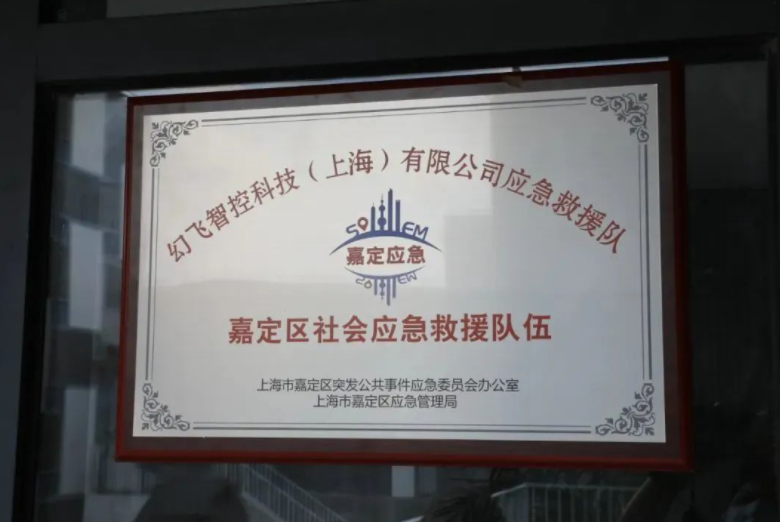 幻飞智控科技（上海）有限公司应急救援队
SOEM
嘉定应急
嘉定区社会应急救援队伍
上海市嘉定区突发公共事件应急委员会办公室
上海市嘉定区应急管理局